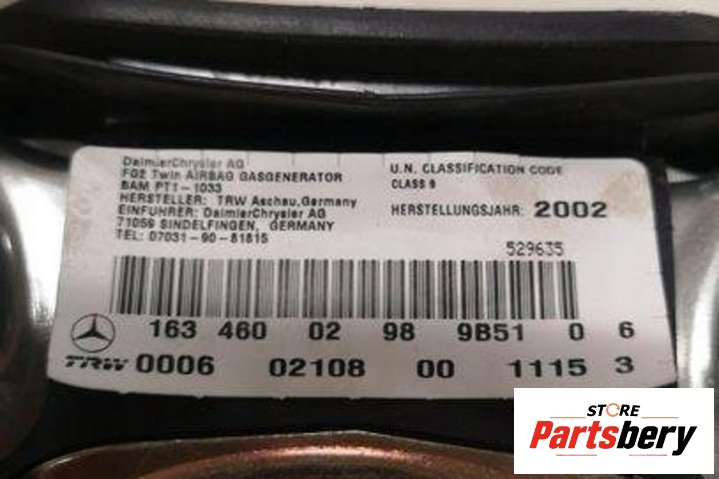 DaimlerChrysler AG
FG2 Twin AIRBAG GASGENERATOR
BAM PT1-1033
HERSTELLER: TRW Aschau,Germany
EINFUHRER: DaimlerChrysler AG
71059 SINDELFINGEN, GERMANY
TEL: 07031-90-81815
U.N. CLASSIFICATION CODE
CLASS 9
HERSTELLUNGSJAHR: 2002
529635
163 460 02 98 9B51 0 6
TRW 0006 02108 00 1115 3
STORE
Partsbery